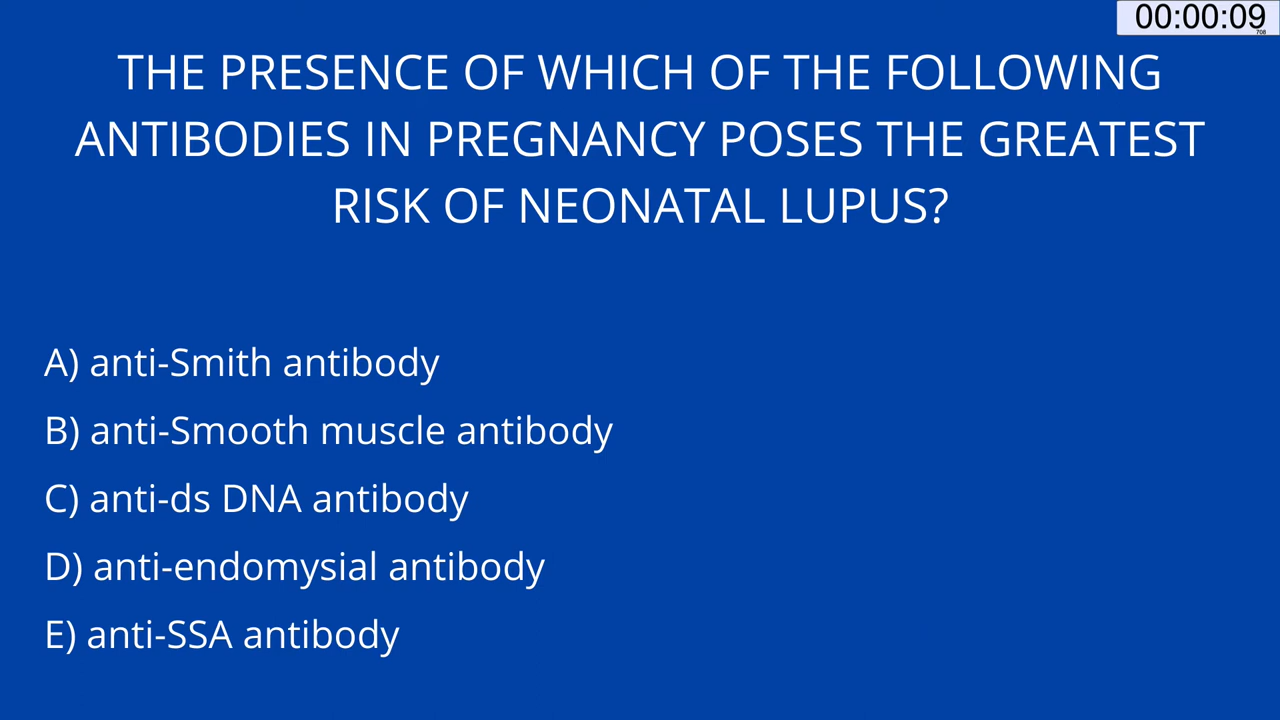 00:00:09
708
THE PRESENCE OF WHICH OF THE FOLLOWING
ANTIBODIES IN PREGNANCY POSES THE GREATEST
RISK OF NEONATAL LUPUS?
A) anti-Smith antibody
B) anti-Smooth muscle antibody
C) anti-ds DNA antibody
D) anti-endomysial antibody
E) anti-SSA antibody